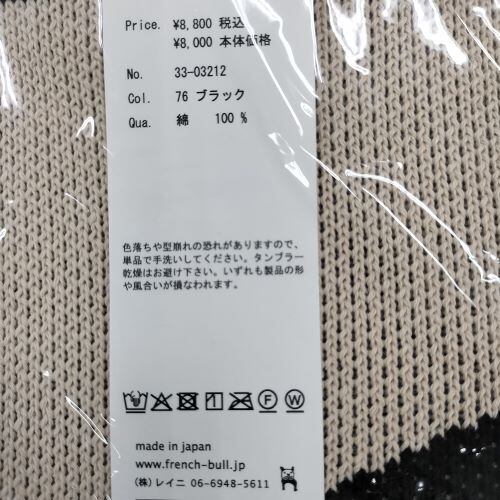 Price. ¥8,800 税込
¥8,000 本体価格
No. 33-03212
Col. 76 ブラック
Qua. 綿 100 %
色落ちや型崩れの恐れがありますので、
単品で手洗いしてください。タンブラー
乾燥はお避け下さい。いずれも製品の形
や風合いが損なわれます。
F W
made in japan
www.french-bull.jp
(株) レイニ 06-6948-5611